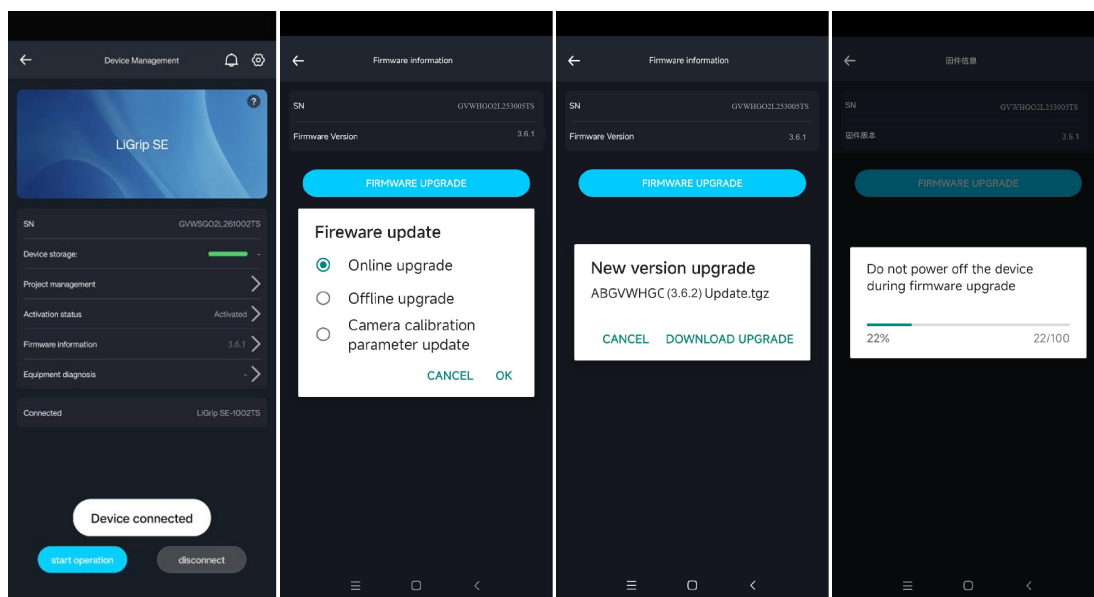 Device Management
?
LiGrip SE
SN GVWSGO02L261002TS
Device storage: -
Project management
Activation status Activated
Firmware information 3.6.1
Equipment diagnosis -
Connected LiGrip SE-1002TS
Device connected
start operation disconnect
Firmware information
SN GVWHGO21L253005TS
Firmware Version 3.6.1
FIRMWARE UPGRADE
Fireware update
Online upgrade
Offline upgrade
Camera calibration
parameter update
CANCEL OK
Firmware information
SN GVWHGO21L253005TS
Firmware Version 3.6.1
FIRMWARE UPGRADE
New version upgrade
ABGVWHGC (3.6.2) Update.tgz
CANCEL DOWNLOAD UPGRADE
固件信息
SN GVWHGO21L253005TS
固件版本 3.6.1
FIRMWARE UPGRADE
Do not power off the device
during firmware upgrade
22% 22/100